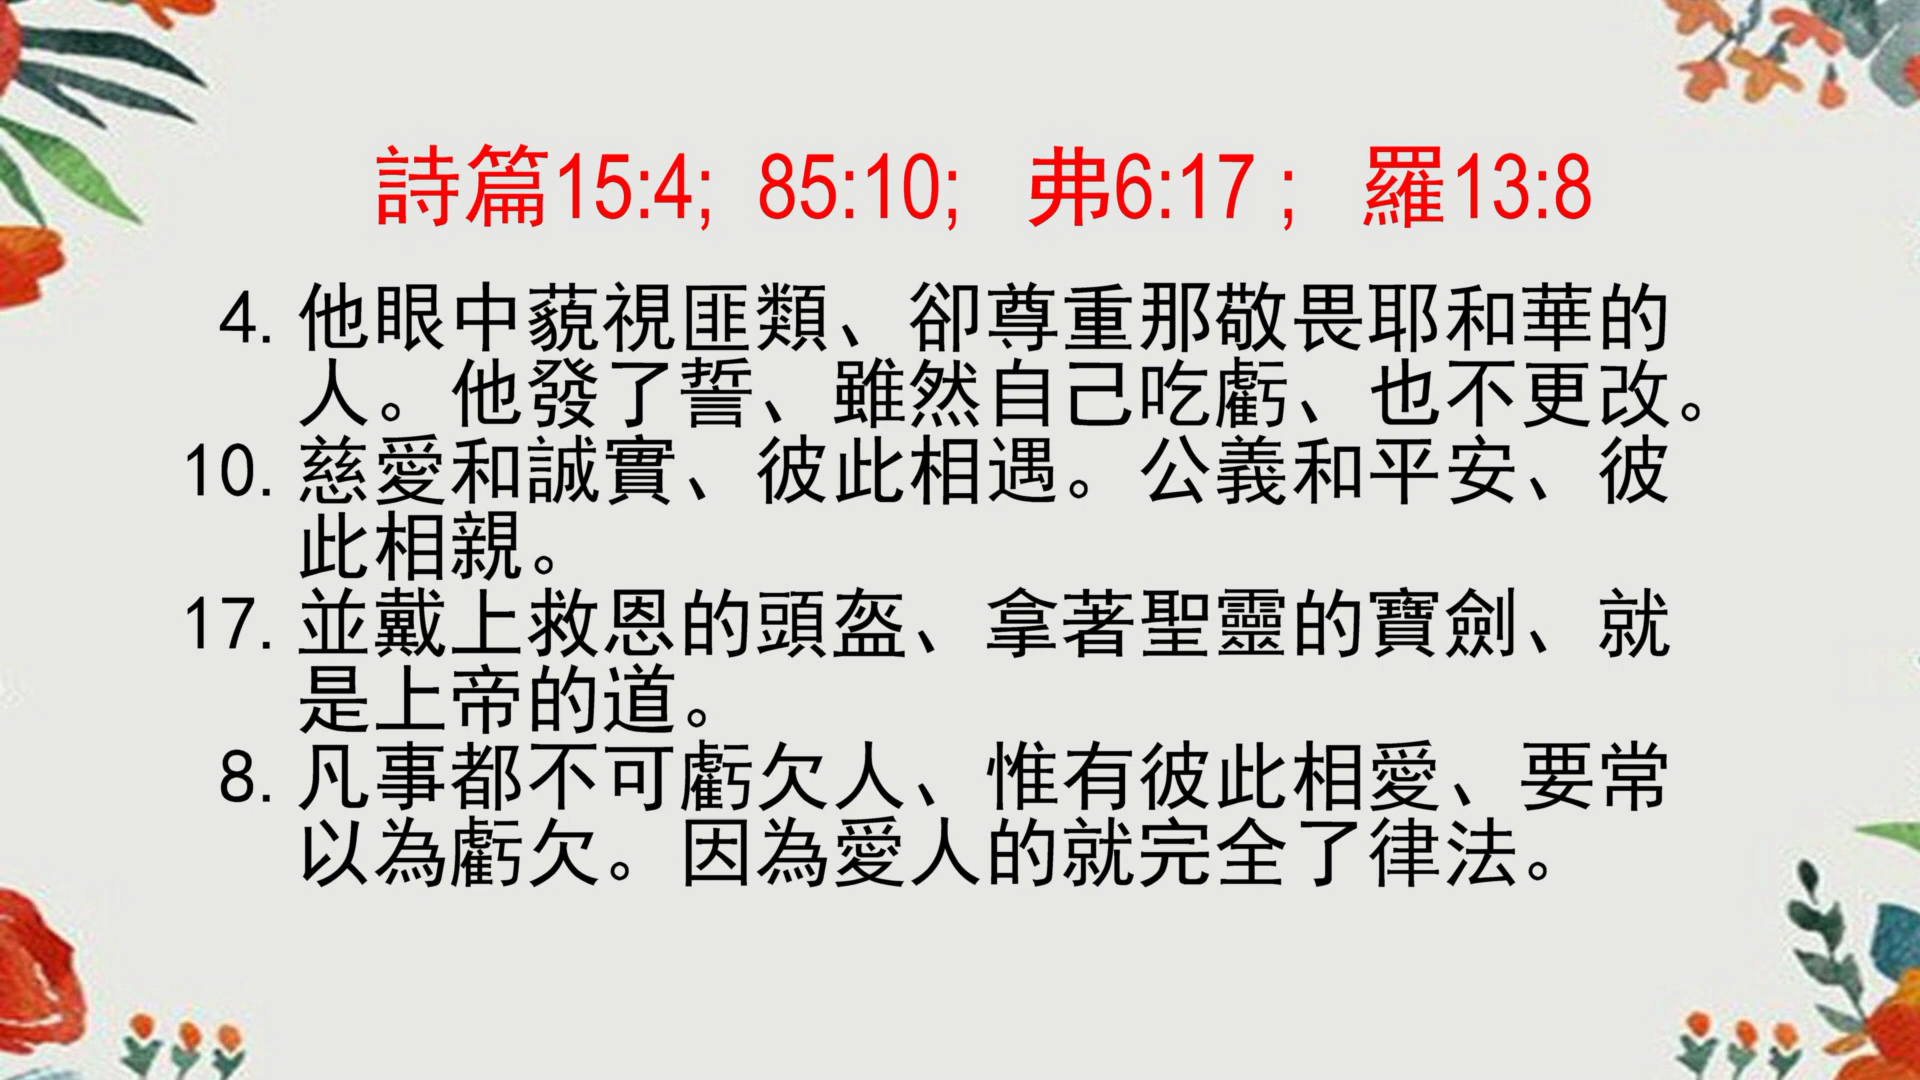 詩篇15:4; 85:10; 弗6:17 ; 羅13:8
4. 他眼中藐視匪類、卻尊重那敬畏耶和華的
人。他發了誓、雖然自己吃虧、也不更改。
10. 慈愛和誠實、彼此相遇。公義和平安、彼
此相親。
17. 並戴上救恩的頭盔、拿著聖靈的寶劍、就
是上帝的道。
8. 凡事都不可虧欠人、惟有彼此相愛、要常
以為虧欠。因為愛人的就完全了律法。